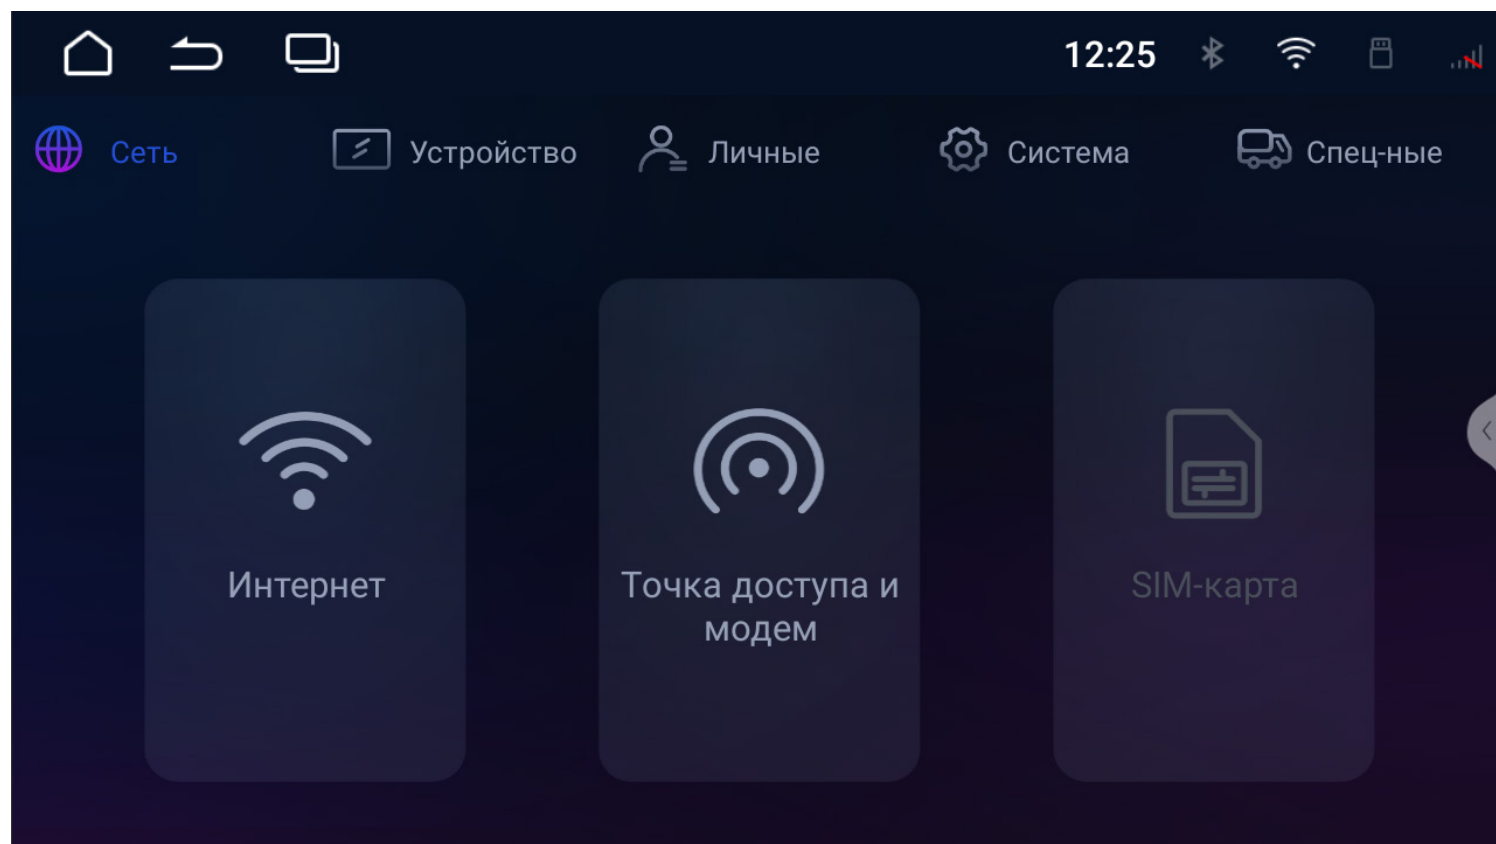 12:25
Сеть
Устройство
Личные
Система
Спец-ные
Интернет
Точка доступа и
модем
SIM-карта